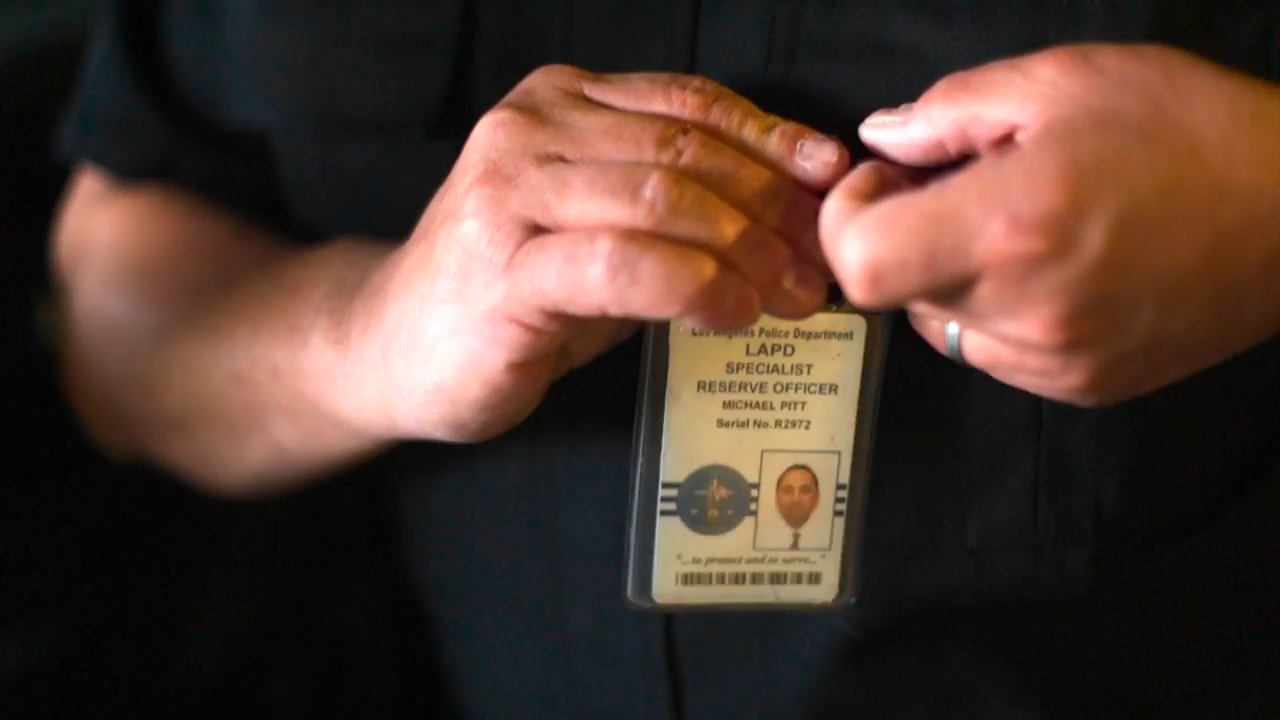 Los Angeles Police Department
LAPD
SPECIALIST
RESERVE OFFICER
MICHAEL PITT
Serial No. R2972
"...to protect and to serve..."